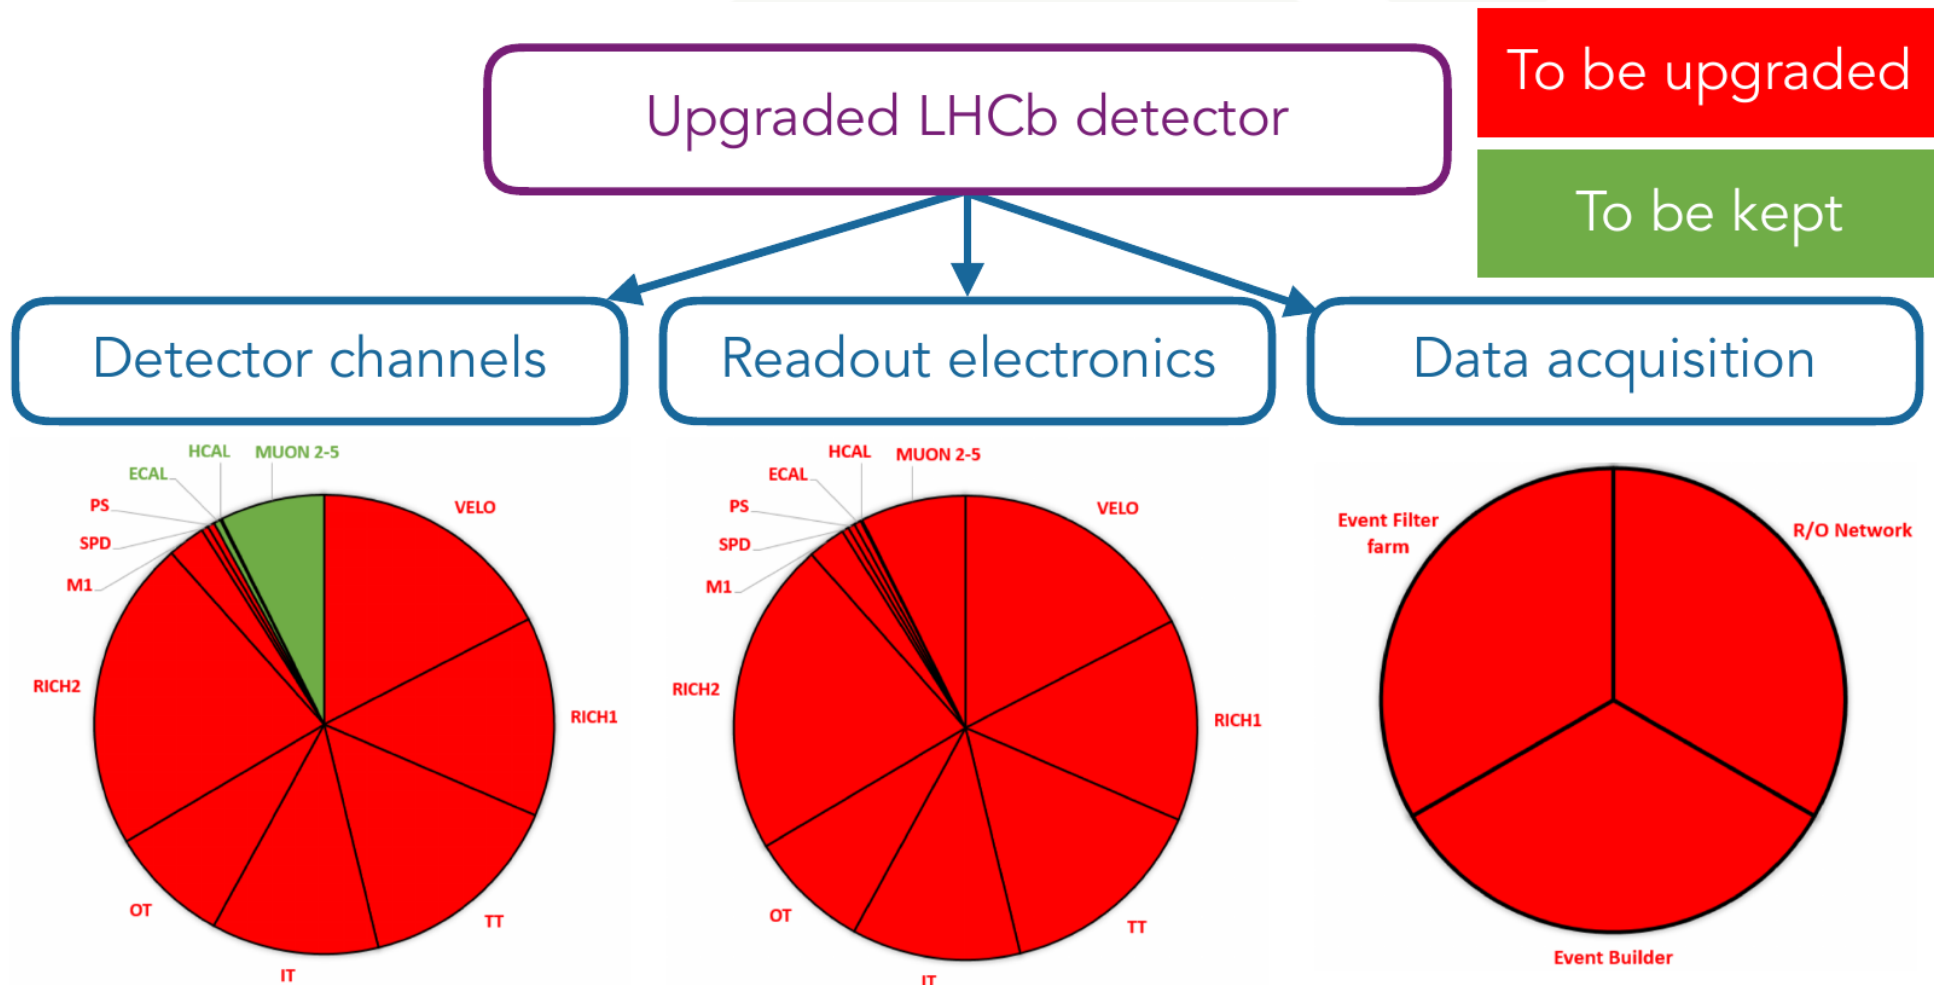 Upgraded LHCb detector
To be upgraded
To be kept
Detector channels
Readout electronics
Data acquisition
HCAL
MUON 2-5
ECAL
PS
SPD
M1
VELO
RICH2
RICH1
OT
TT
IT
HCAL
MUON 2-5
ECAL
PS
SPD
M1
VELO
RICH2
RICH1
OT
TT
IT
Event Filter
farm
R/O Network
Event Builder